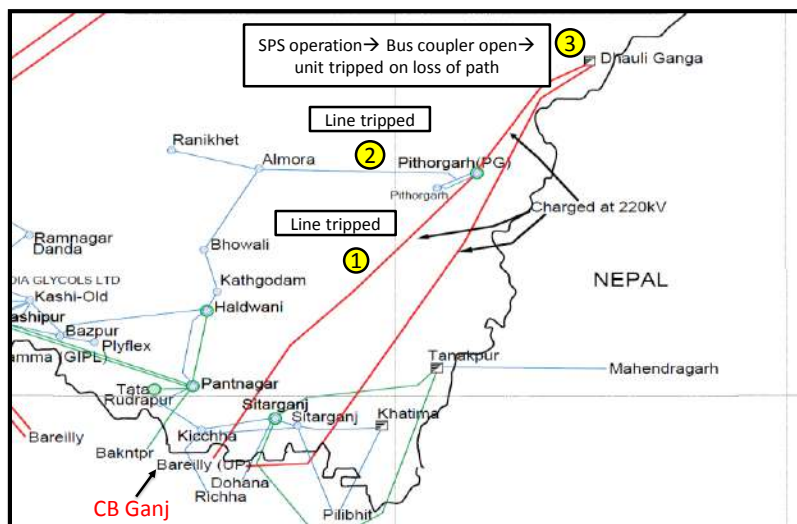 SPS operation→ Bus coupler open→
unit tripped on loss of path
3
Dhauli Ganga
Line tripped
2
Ranikhet
Almora
Pithorgarh(PG)
Pithorgarh
Charged at 220kV
Line tripped
1
Ramnagar
Danda
Bhowali
NEPAL
DIA GLYCOLS LTD
Kashi-Old
Kathgodam
ashipur
Haldwani
Bazpur
Plyflex
amma (GIPL)
Tanakpur
Mahendragarh
Tata
Pantnagar
Rudrapur
Sitarganj
Khatima
Sitarganj
Kicchha
Bareilly
Bakntpr
Bareilly (UP)
Dohana
Richha
CB Ganj
Pilibhit